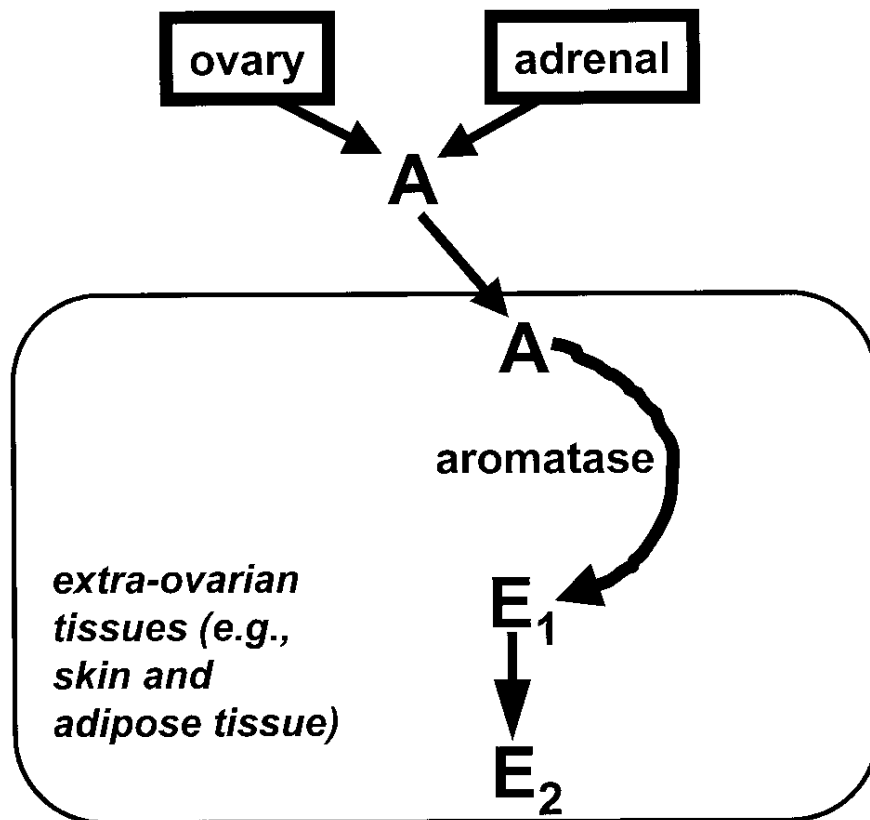 ovary
adrenal
A
A
aromatase
extra-ovarian
tissues (e.g.,
skin and
adipose tissue)
E₁
E₂